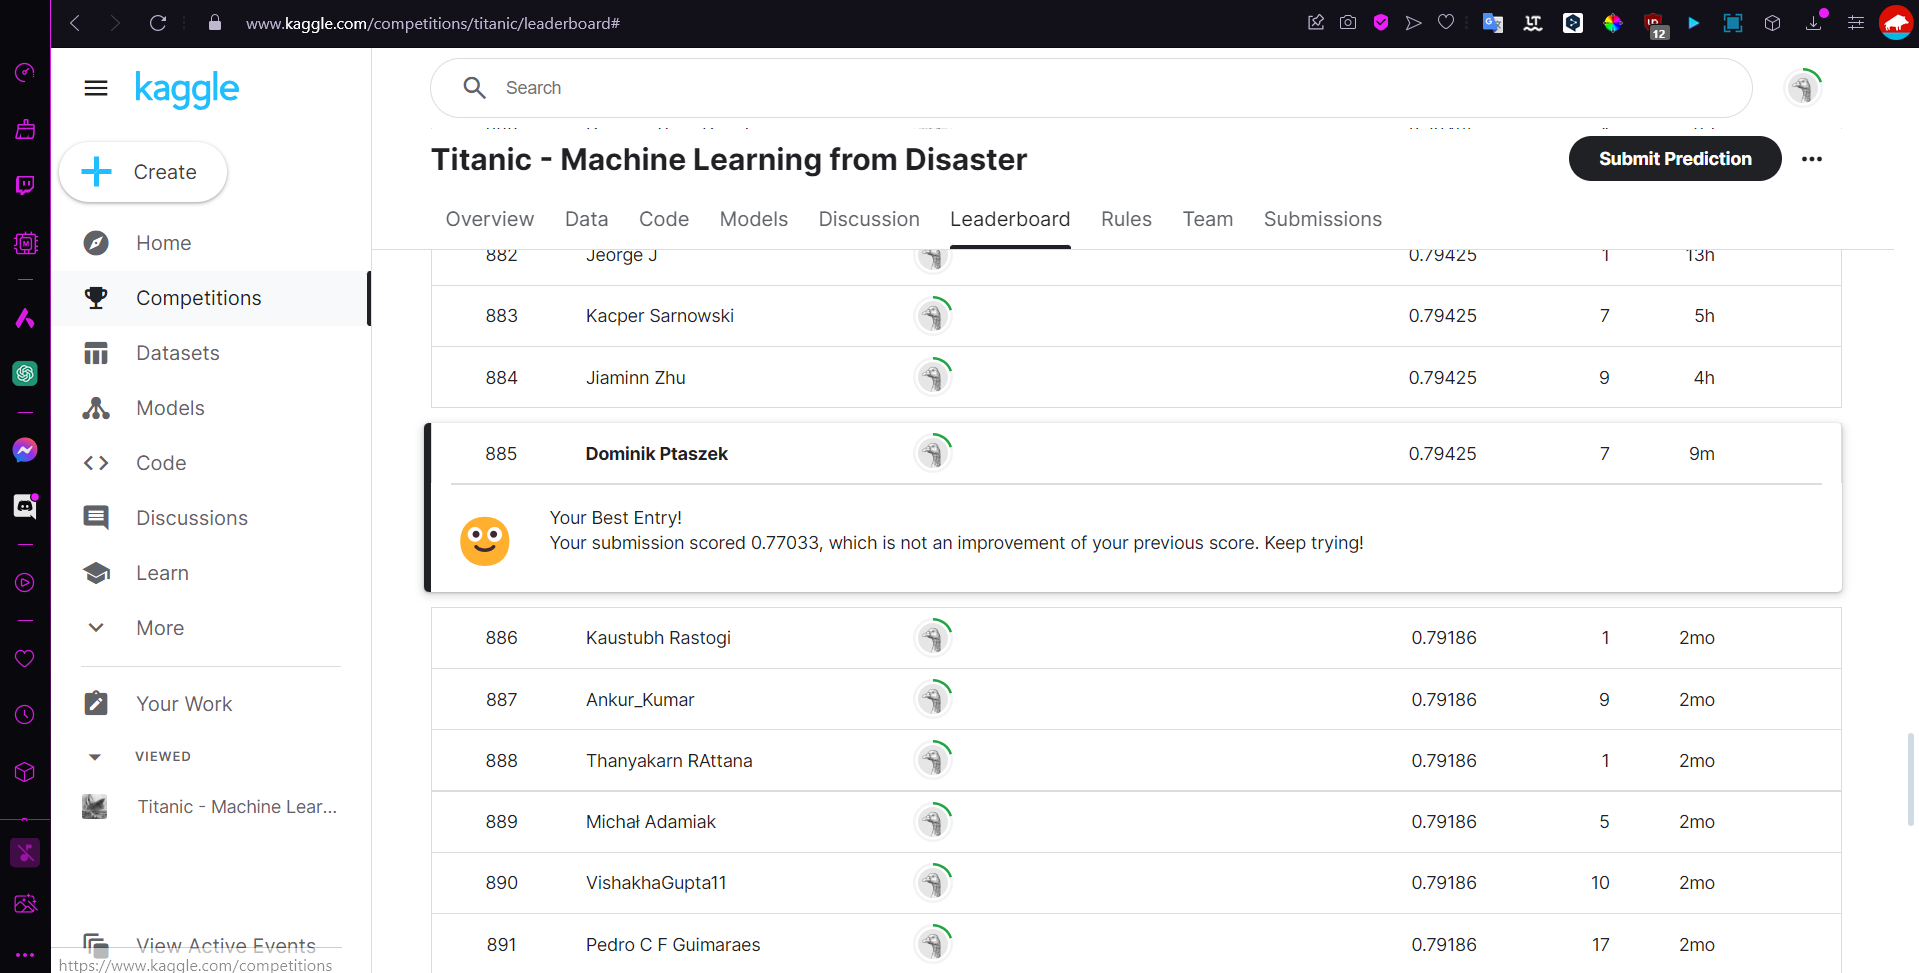 www.kaggle.com/competitions/titanic/leaderboard#
12
kaggle
Search
Create
Titanic - Machine Learning from Disaster
Submit Prediction
Overview Data Code Models Discussion Leaderboard Rules Team Submissions
Home
Competitions
Datasets
Models
Code
Discussions
Learn
More
Your Work
VIEWED
Titanic - Machine Lear...
View Active Events
https://www.kaggle.com/competitions
882 Jeorge J 0.79425 1 13h
883 Kacper Sarnowski 0.79425 7 5h
884 Jiaminn Zhu 0.79425 9 4h
885 Dominik Ptaszek 0.79425 7 9m
Your Best Entry!
Your submission scored 0.77033, which is not an improvement of your previous score. Keep trying!
886 Kaustubh Rastogi 0.79186 1 2mo
887 Ankur_Kumar 0.79186 9 2mo
888 Thanyakarn RAttana 0.79186 1 2mo
889 Michał Adamiak 0.79186 5 2mo
890 VishakhaGupta11 0.79186 10 2mo
891 Pedro C F Guimaraes 0.79186 17 2mo